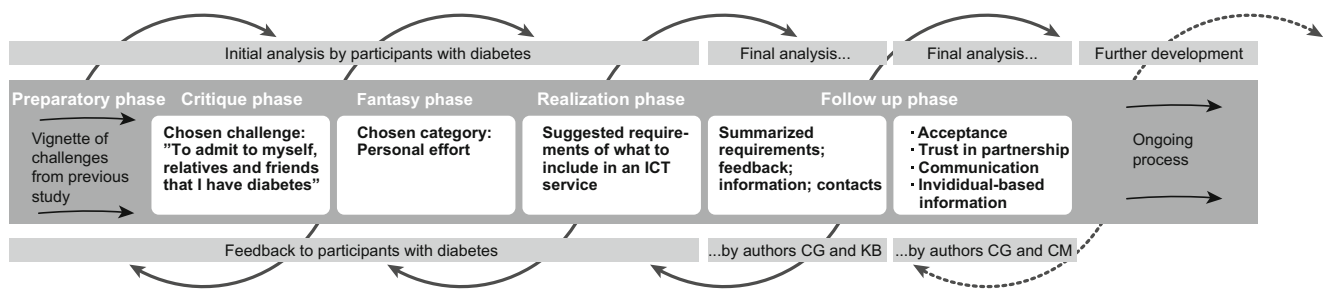 Initial analysis by participants with diabetes
Final analysis...
Final analysis...
Further development
Preparatory phase
Critique phase
Fantasy phase
Realization phase
Follow up phase
Vignette of
challenges
from previous
study
Chosen challenge:
”To admit to myself,
relatives and friends
that I have diabetes”
Chosen category:
Personal effort
Suggested require-
ments of what to
include in an ICT
service
Summarized
requirements;
feedback;
information; contacts
· Acceptance
· Trust in partnership
· Communication
· Invididual-based
information
Ongoing
process
Feedback to participants with diabetes
...by authors CG and KB
...by authors CG and CM